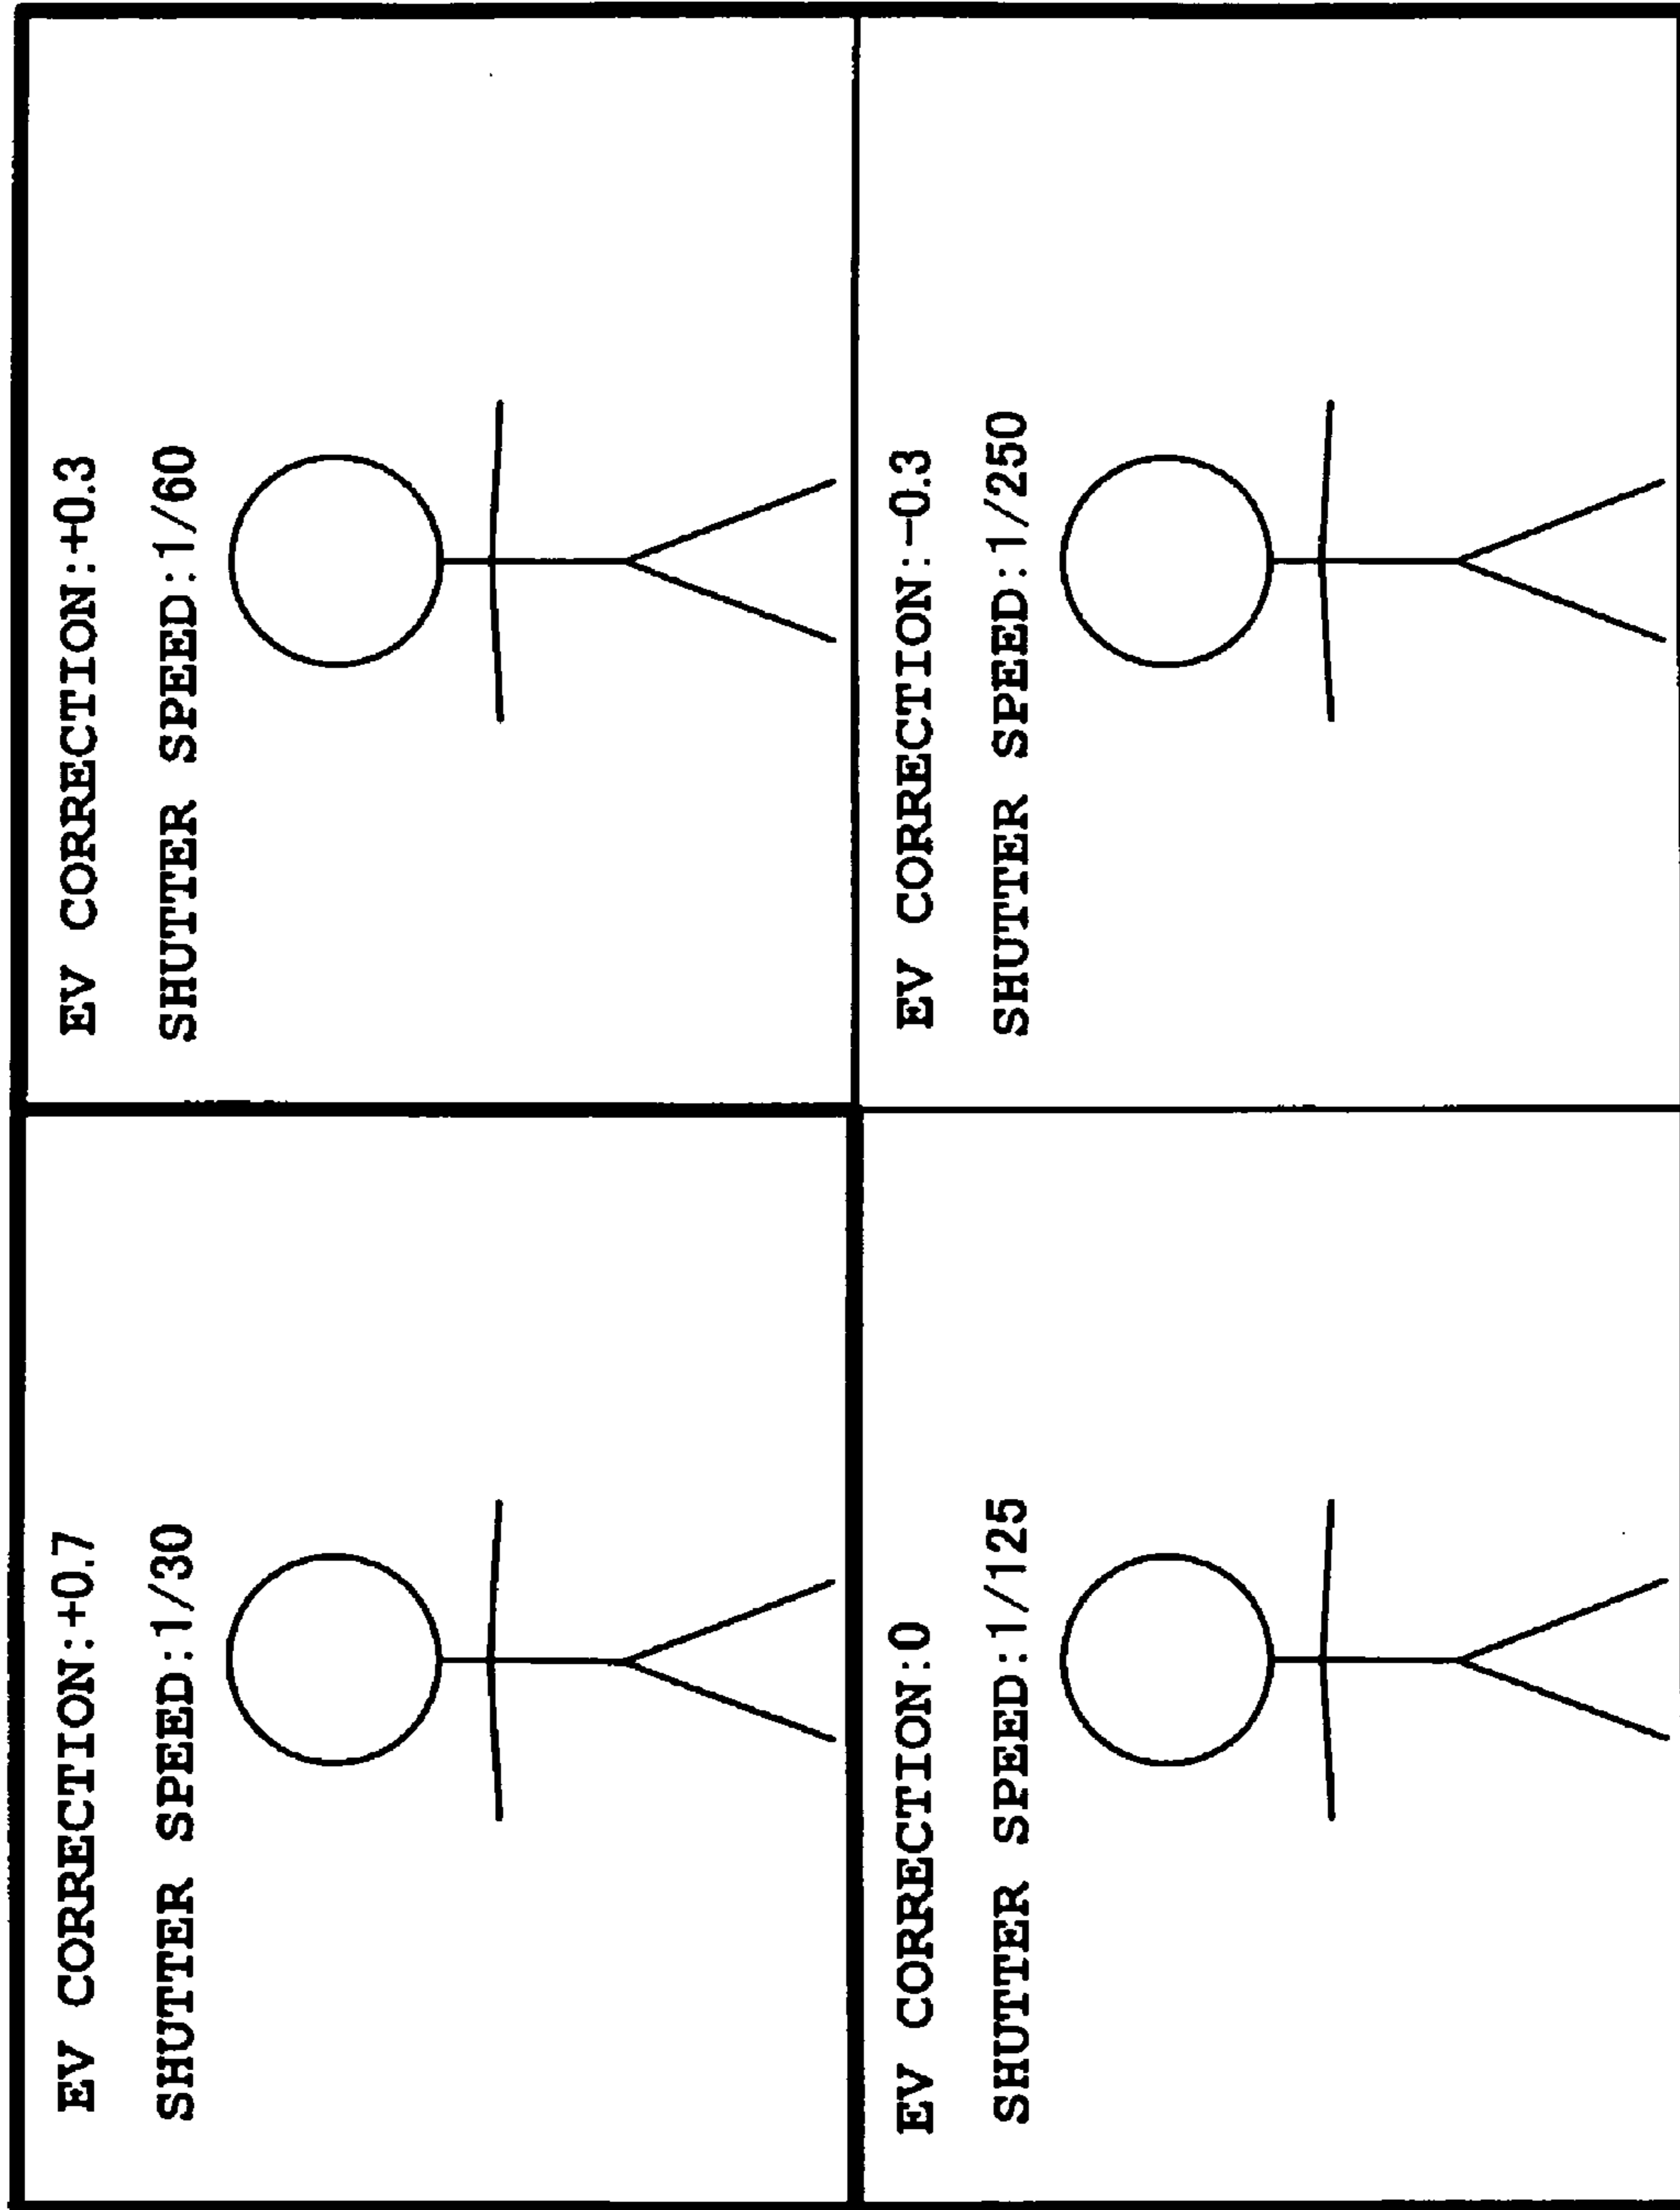 EV CORRECTION:+0.7
SHUTTER SPEED:1/30
EV CORRECTION:+0.3
SHUTTER SPEED:1/60
EV CORRECTION:0
SHUTTER SPEED:1/125
EV CORRECTION:-0.3
SHUTTER SPEED:1/250